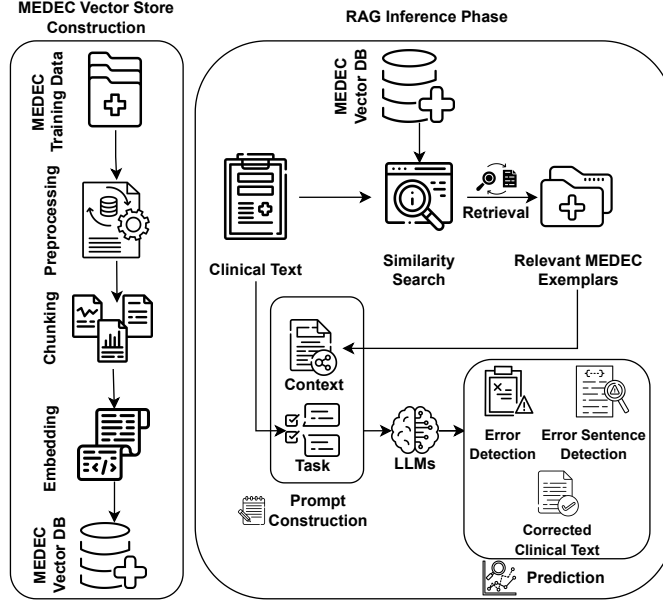 MEDEC Vector Store
Construction
MEDEC
Training Data
Preprocessing
Chunking
Embedding
</>
MEDEC
Vector DB
RAG Inference Phase
MEDEC
Vector DB
Clinical Text
Similarity
Search
Retrieval
Relevant MEDEC
Exemplars
Context
Task
Prompt
Construction
LLMs
Error
Detection
Error Sentence
Detection
Corrected
Clinical Text
Prediction